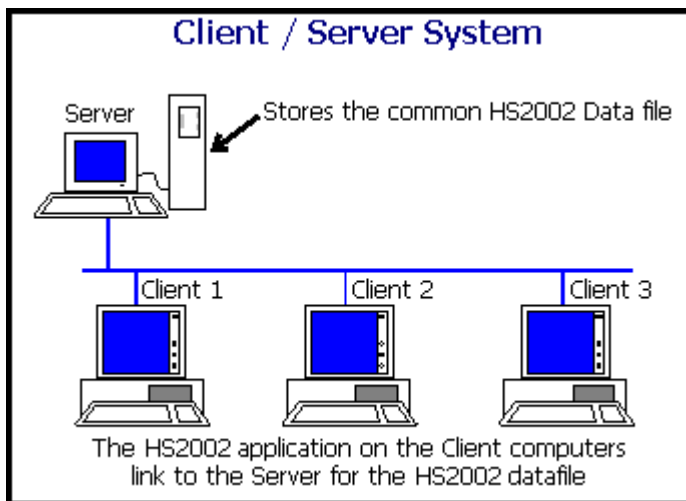 Client / Server System
Server
Stores the common HS2002 Data file
Client 1
Client 2
Client 3
The HS2002 application on the Client computers
link to the Server for the HS2002 datafile